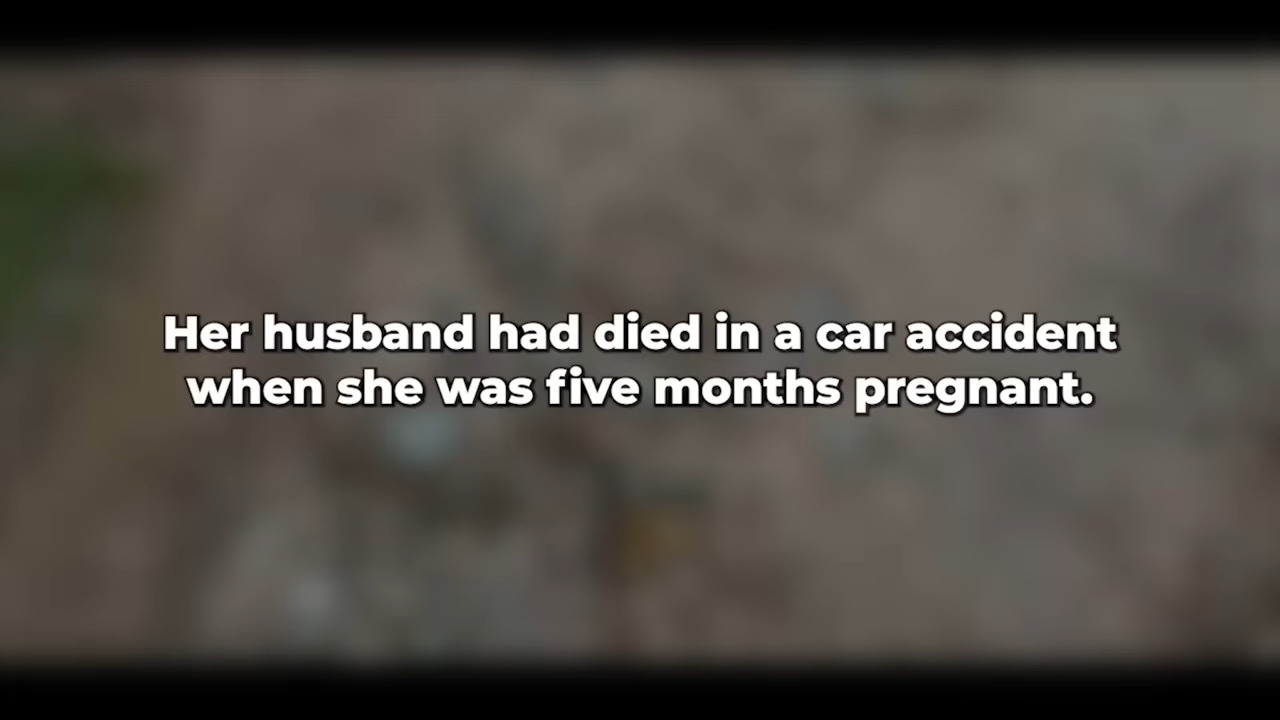 Her husband had died in a car accident
when she was five months pregnant.